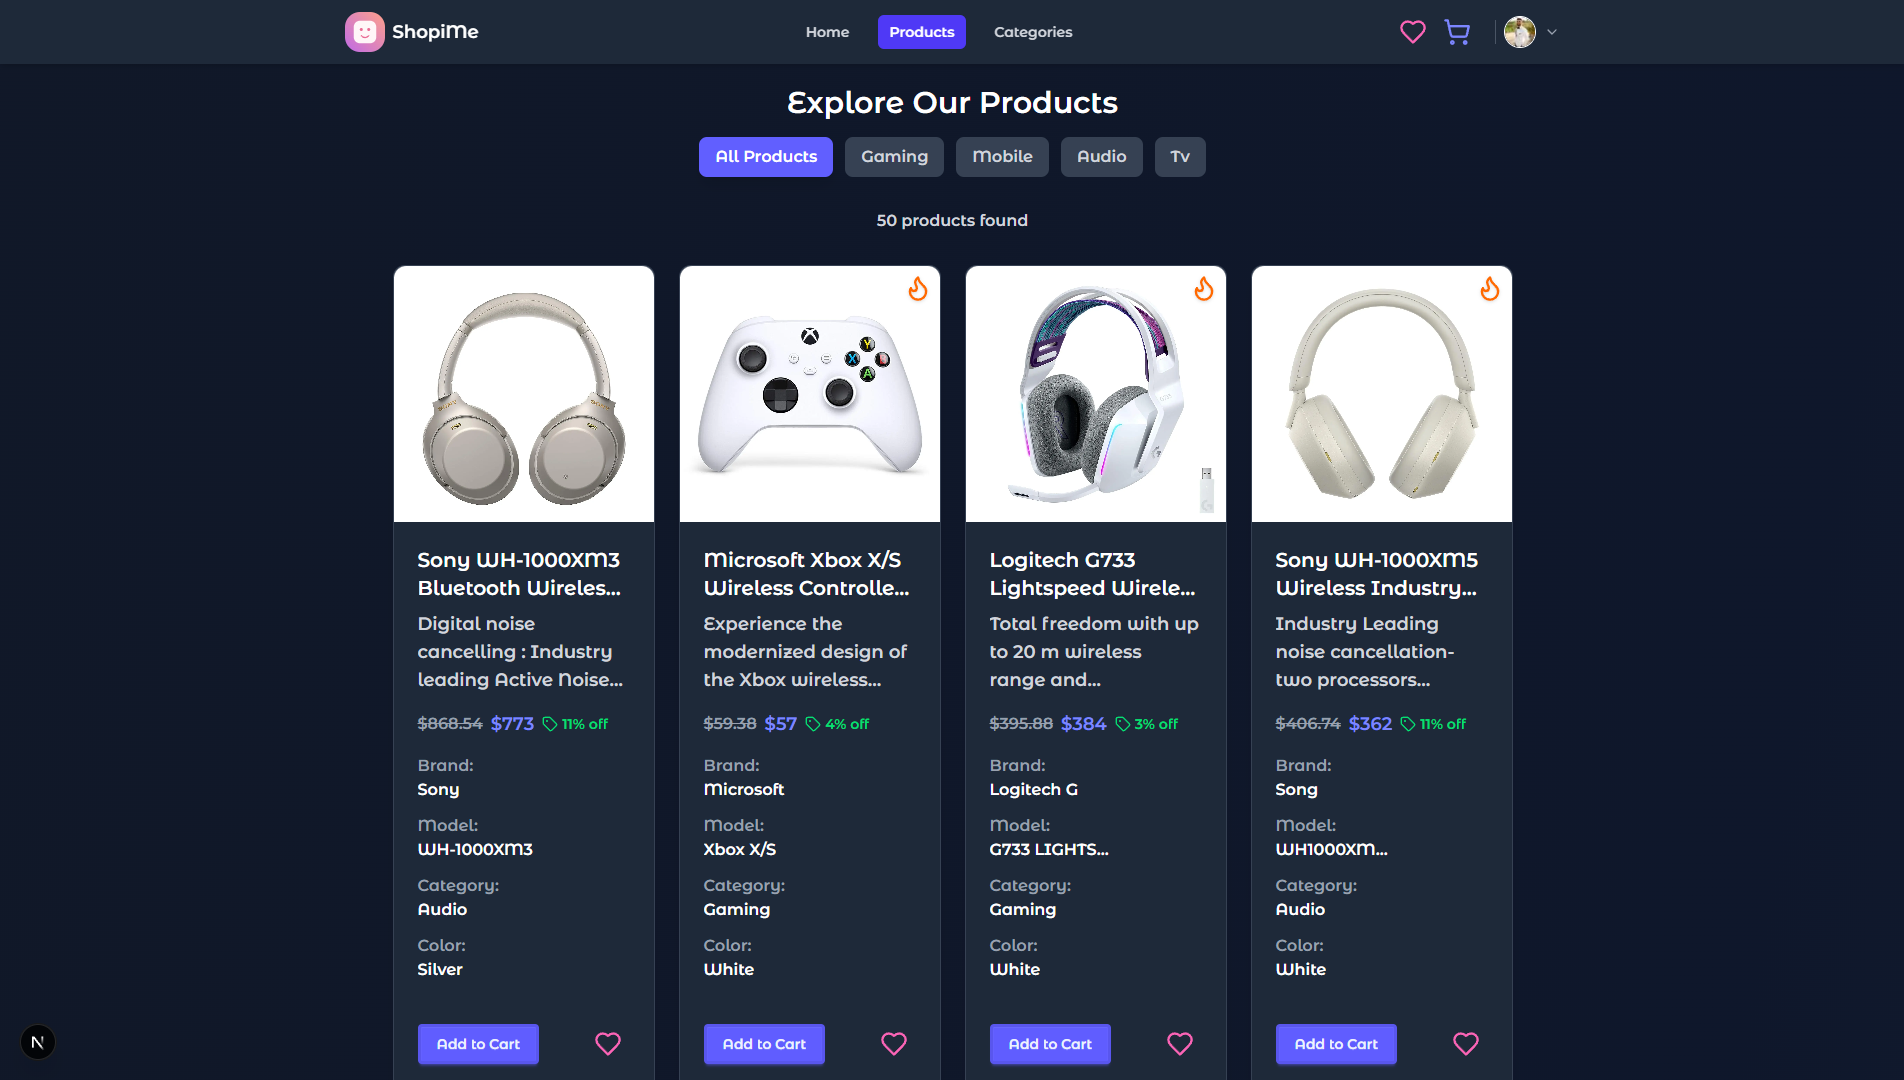 ShopiMe
Home
Products
Categories
Explore Our Products
All Products
Gaming
Mobile
Audio
Tv
50 products found
Sony WH-1000XM3
Bluetooth Wireles...
Digital noise
cancelling : Industry
leading Active Noise...
$868.54 $773 11% off
Brand:
Sony
Model:
WH-1000XM3
Category:
Audio
Color:
Silver
Add to Cart
Y
X
B
A
Microsoft Xbox X/S
Wireless Controlle...
Experience the
modernized design of
the Xbox wireless...
$59.38 $57 4% off
Brand:
Microsoft
Model:
Xbox X/S
Category:
Gaming
Color:
White
Add to Cart
Logitech G733
Lightspeed Wirele...
Total freedom with up
to 20 m wireless
range and...
$395.88 $384 3% off
Brand:
Logitech G
Model:
G733 LIGHTS...
Category:
Gaming
Color:
White
Add to Cart
Sony WH-1000XM5
Wireless Industry...
Industry Leading
noise cancellation-
two processors...
$406.74 $362 11% off
Brand:
Song
Model:
WH1000XM...
Category:
Audio
Color:
White
Add to Cart
N